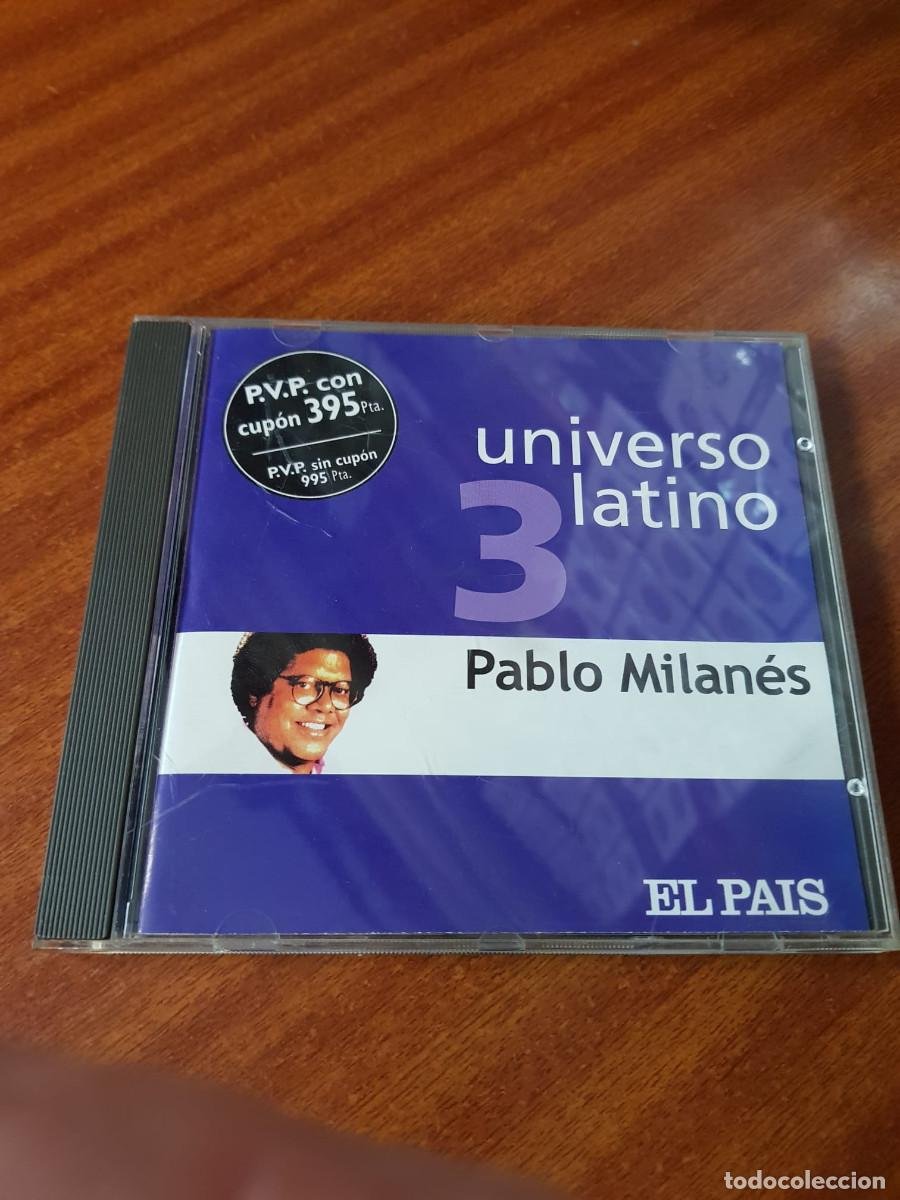 P.V.P. con
cupón 395 Pta.
P.V.P. sin cupón
995 Pta.
universo
3 latino
Pablo Milanés
EL PAIS
todocoleccion